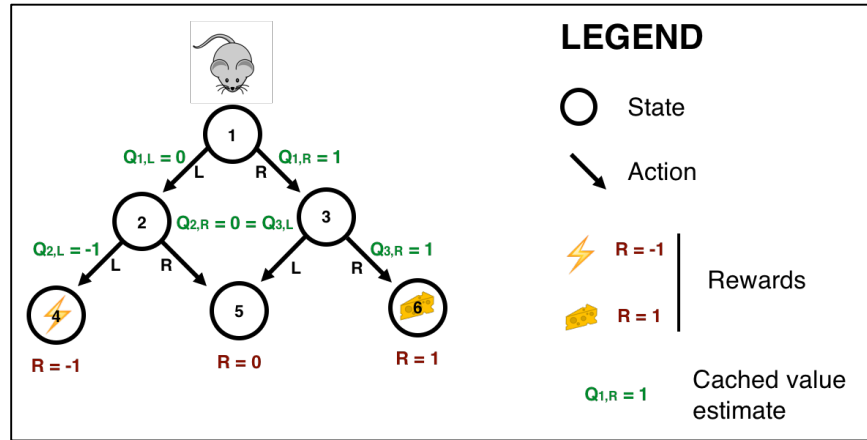 LEGEND
1
State
Q1,L = 0
Q1,R = 1
L
R
Action
2
Q2,R = 0 = Q3,L
3
Q2,L = -1
Q3,R = 1
L
R
L
R
R = -1
Rewards
4
5
6
R = 1
R = -1
R = 0
R = 1
Q1,R = 1
Cached value
estimate